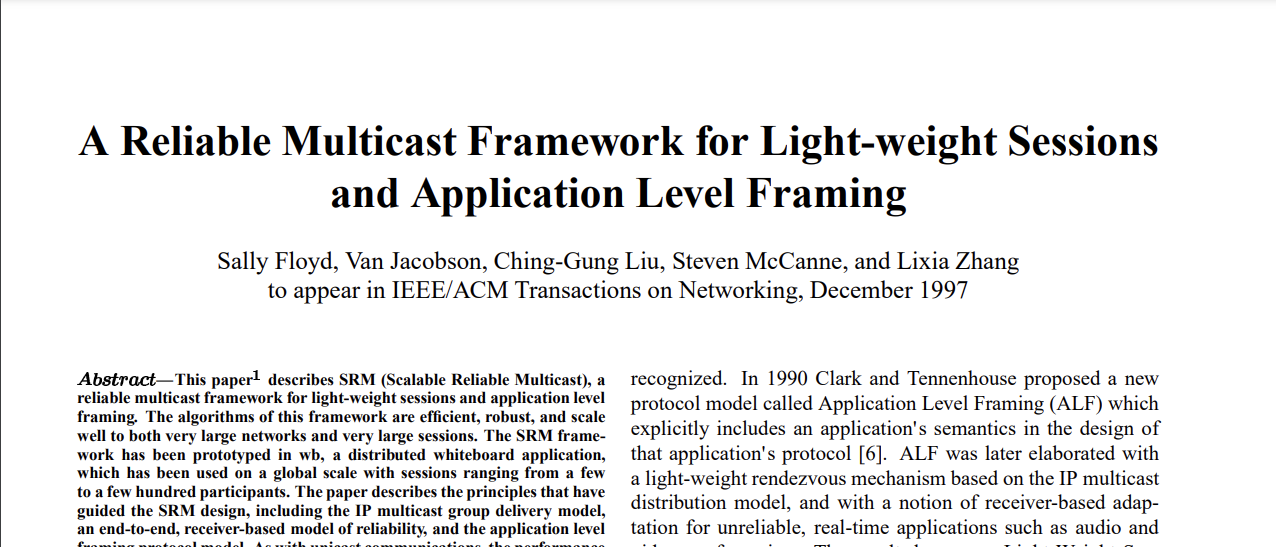 A Reliable Multicast Framework for Light-weight Sessions
and Application Level Framing
Sally Floyd, Van Jacobson, Ching-Gung Liu, Steven McCanne, and Lixia Zhang
to appear in IEEE/ACM Transactions on Networking, December 1997
Abstract—This paper1 describes SRM (Scalable Reliable Multicast), a
reliable multicast framework for light-weight sessions and application level
framing. The algorithms of this framework are efficient, robust, and scale
well to both very large networks and very large sessions. The SRM frame-
work has been prototyped in wb, a distributed whiteboard application,
which has been used on a global scale with sessions ranging from a few
to a few hundred participants. The paper describes the principles that have
guided the SRM design, including the IP multicast group delivery model,
an end-to-end, receiver-based model of reliability, and the application level
recognized. In 1990 Clark and Tennenhouse proposed a new
protocol model called Application Level Framing (ALF) which
explicitly includes an application's semantics in the design of
that application's protocol [6]. ALF was later elaborated with
a light-weight rendezvous mechanism based on the IP multicast
distribution model, and with a notion of receiver-based adap-
tation for unreliable, real-time applications such as audio and